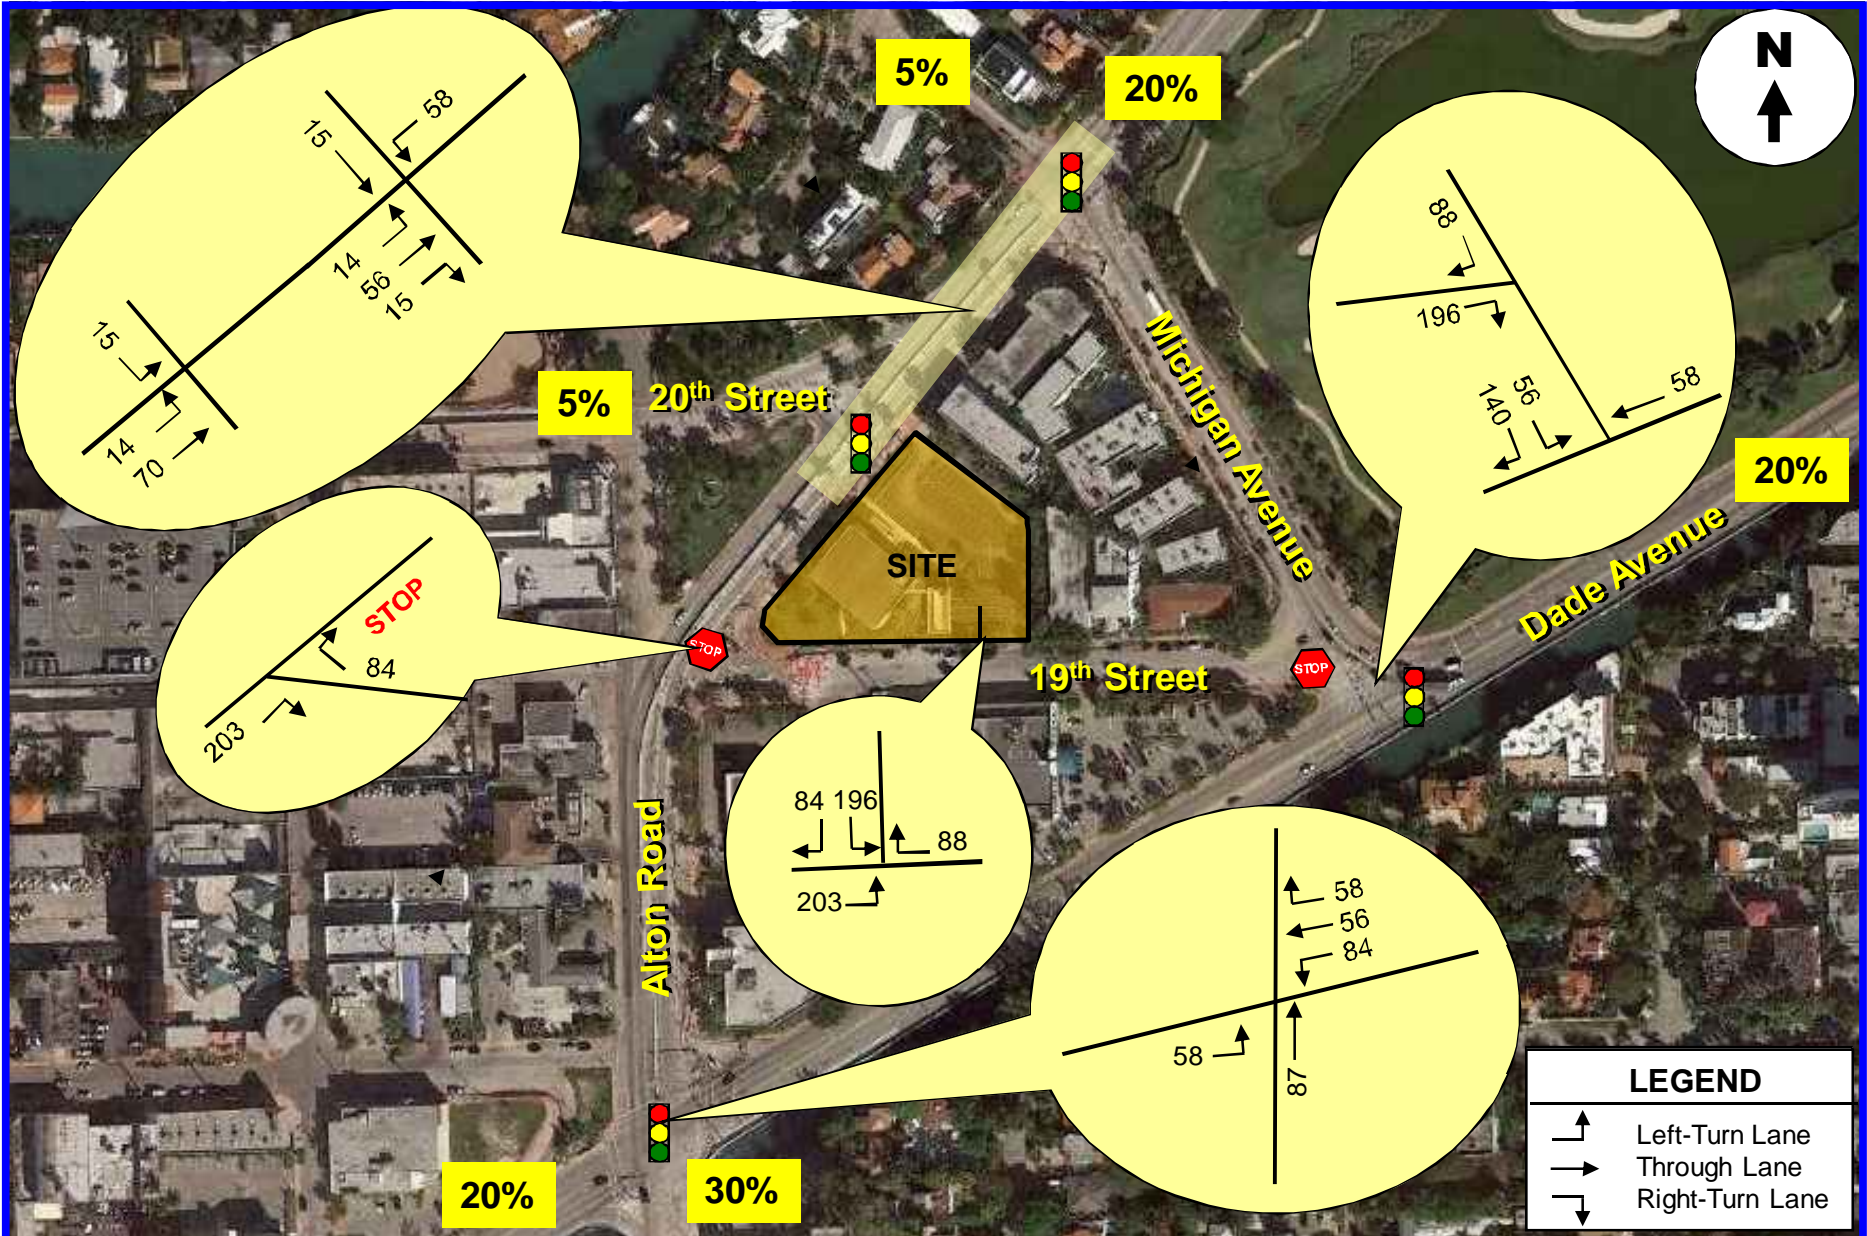 5%
20%
N
58
15
14
56
15
15
14
70
88
196
56
140
58
5%
20th Street
Michigan Avenue
20%
Dade Avenue
SITE
STOP
84
203
STOP
STOP
19th Street
84 196
88
203
Alton Road
58
56
84
58
87
20%
30%
LEGEND
Left-Turn Lane
Through Lane
Right-Turn Lane